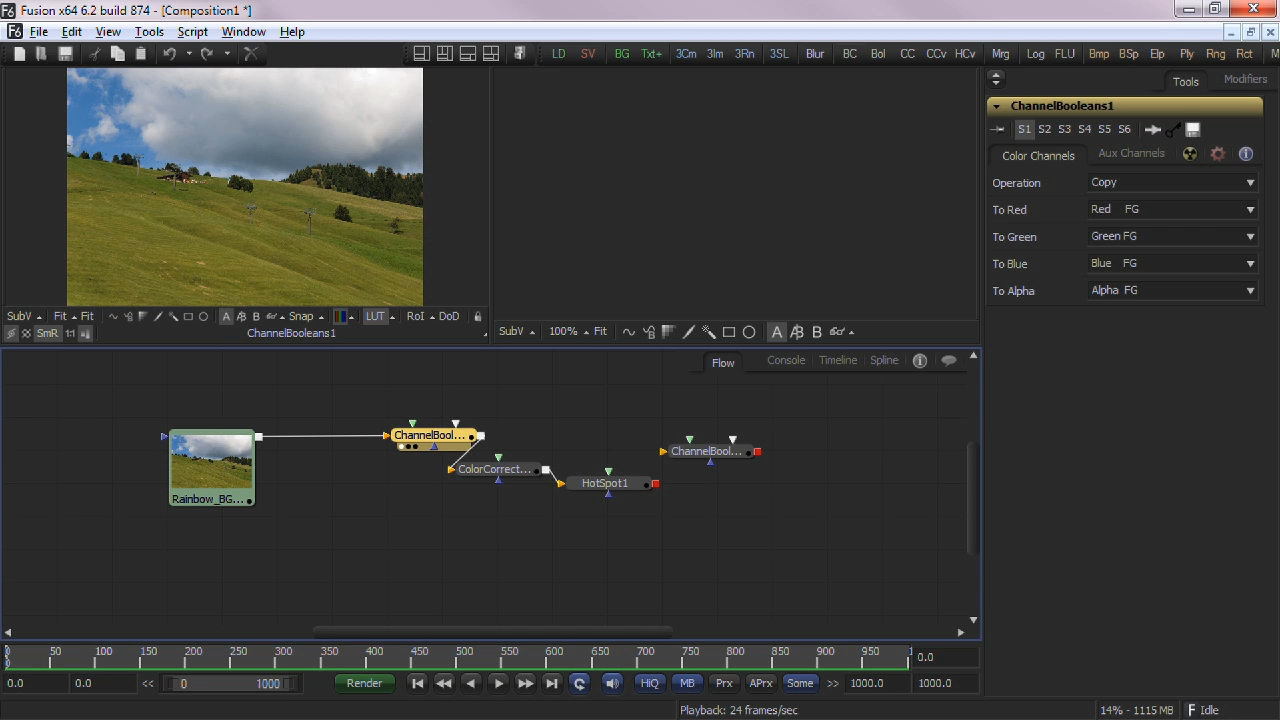 Fusion x64 6.2 build 874 - [Composition1 *]
File Edit View Tools Script Window Help
LD SV BG Txt+ 3Cm 3Im 3Rn 3SL Blur BC Bol CC CCv HCv Mrg Log FLU Bmp BSp Elp Ply Rng Rct M
Tools Modifiers
ChannelBooleans1
S1 S2 S3 S4 S5 S6
Color Channels Aux Channels
Operation Copy
To Red Red FG
To Green Green FG
To Blue Blue FG
To Alpha Alpha FG
SubV Fit Fit A B Snap LUT RoI DoD
SmR 1:1 ChannelBooleans1
SubV 100% Fit A B
Flow Console Timeline Spline
ChannelBool...
ColorCorrect...
ChannelBool...
HotSpot1
Rainbow_BG...
0 50 100 150 200 250 300 350 400 450 500 550 600 650 700 750 800 850 900 950 1 0.0
0.0 0.0 << 0 1000 Render HiQ MB Prx APrx Some >> 1000.0 1000.0
Playback: 24 frames/sec 14% - 1115 MB Idle